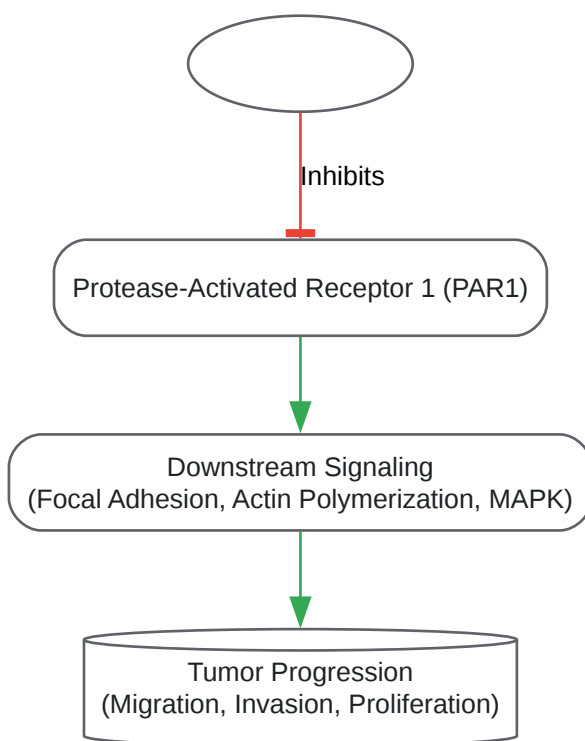 Inhibits
Protease-Activated Receptor 1 (PAR1)
Downstream Signaling
(Focal Adhesion, Actin Polymerization, MAPK)
Tumor Progression
(Migration, Invasion, Proliferation)